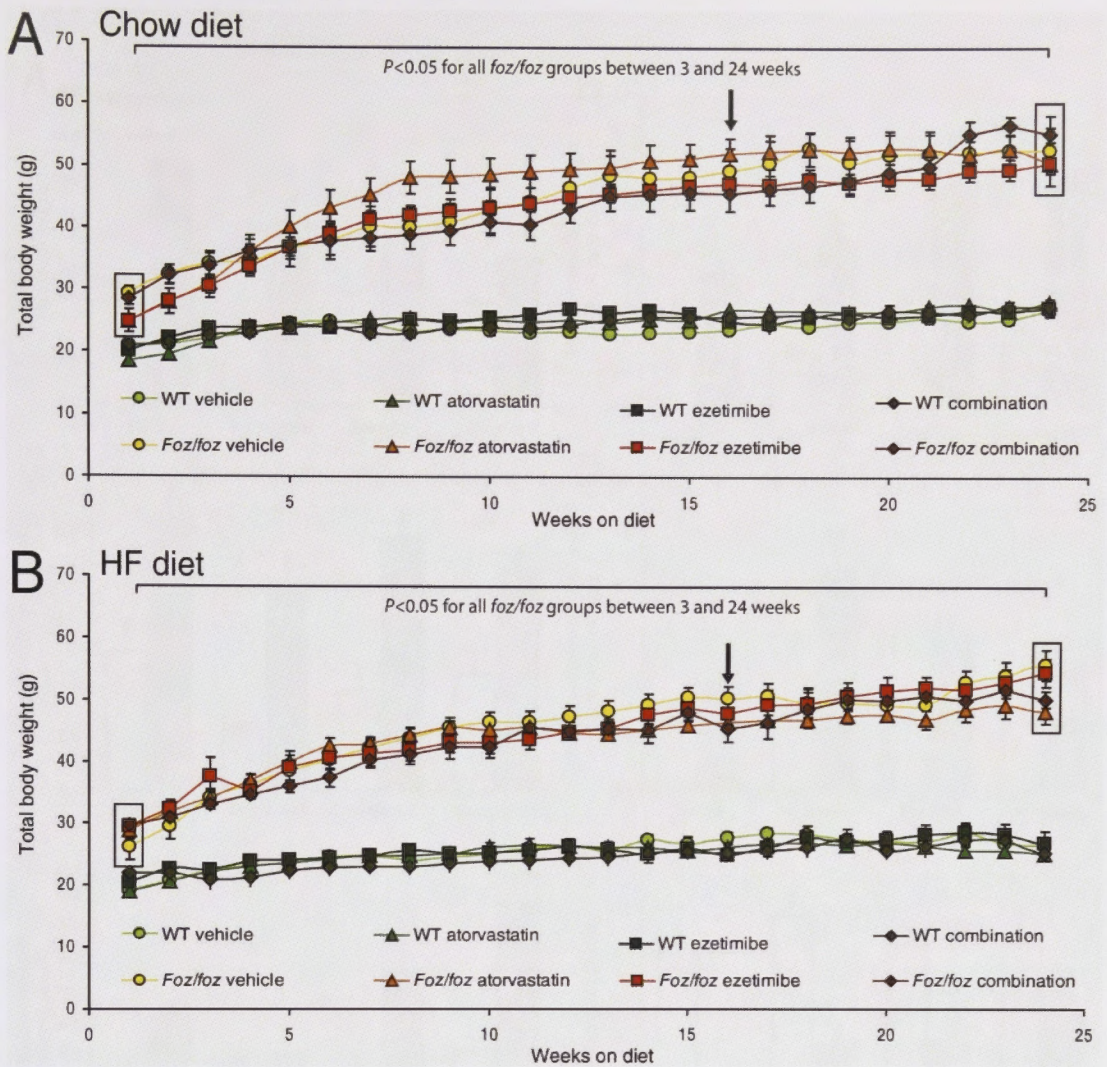 A Chow diet
70
P<0.05 for all foz/foz groups between 3 and 24 weeks
60
50
40
30
20
10
0
Total body weight (g)
WT vehicle WT atorvastatin WT ezetimibe WT combination
Foz/foz vehicle Foz/foz atorvastatin Foz/foz ezetimibe Foz/foz combination
0 5 10 15 20 25
Weeks on diet
B HF diet
70
P<0.05 for all foz/foz groups between 3 and 24 weeks
60
50
40
30
20
10
0
Total body weight (g)
WT vehicle WT atorvastatin WT ezetimibe WT combination
Foz/foz vehicle Foz/foz atorvastatin Foz/foz ezetimibe Foz/foz combination
0 5 10 15 20 25
Weeks on diet